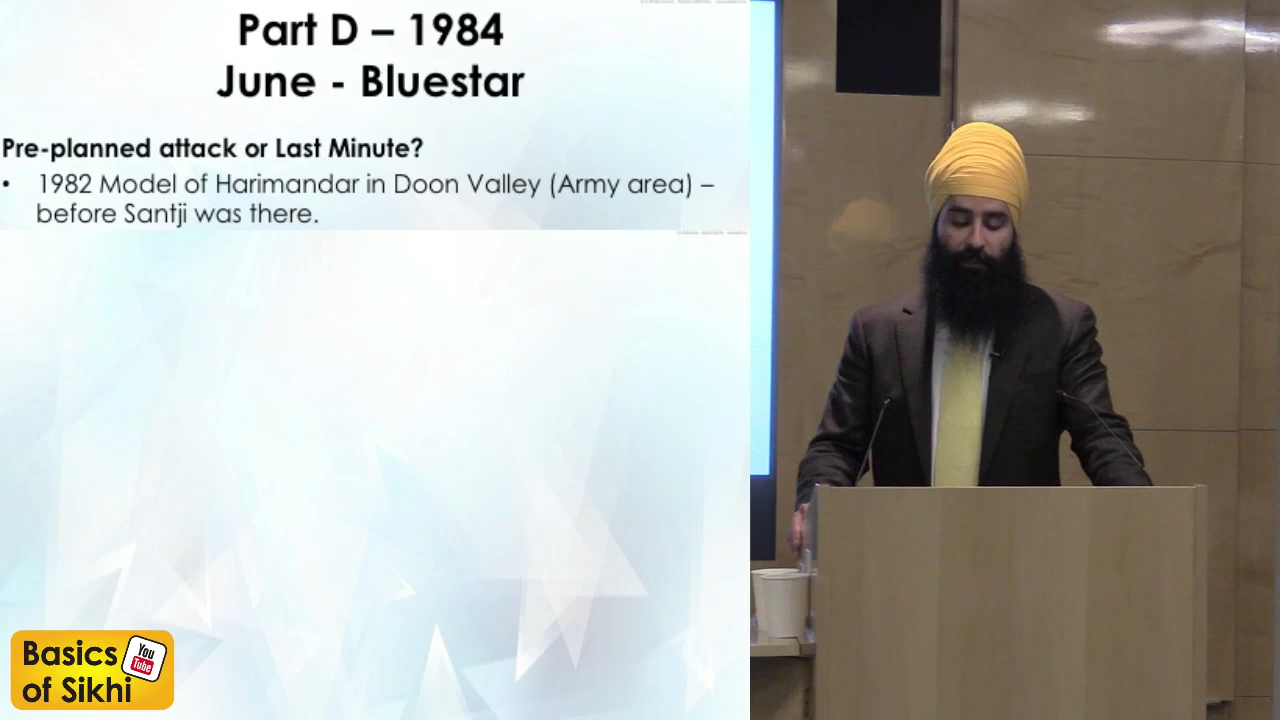 Part D – 1984
June - Bluestar
Pre-planned attack or Last Minute?
• 1982 Model of Harimandar in Doon Valley (Army area) –
before Santji was there.
Basics
of Sikhi
You
Tube